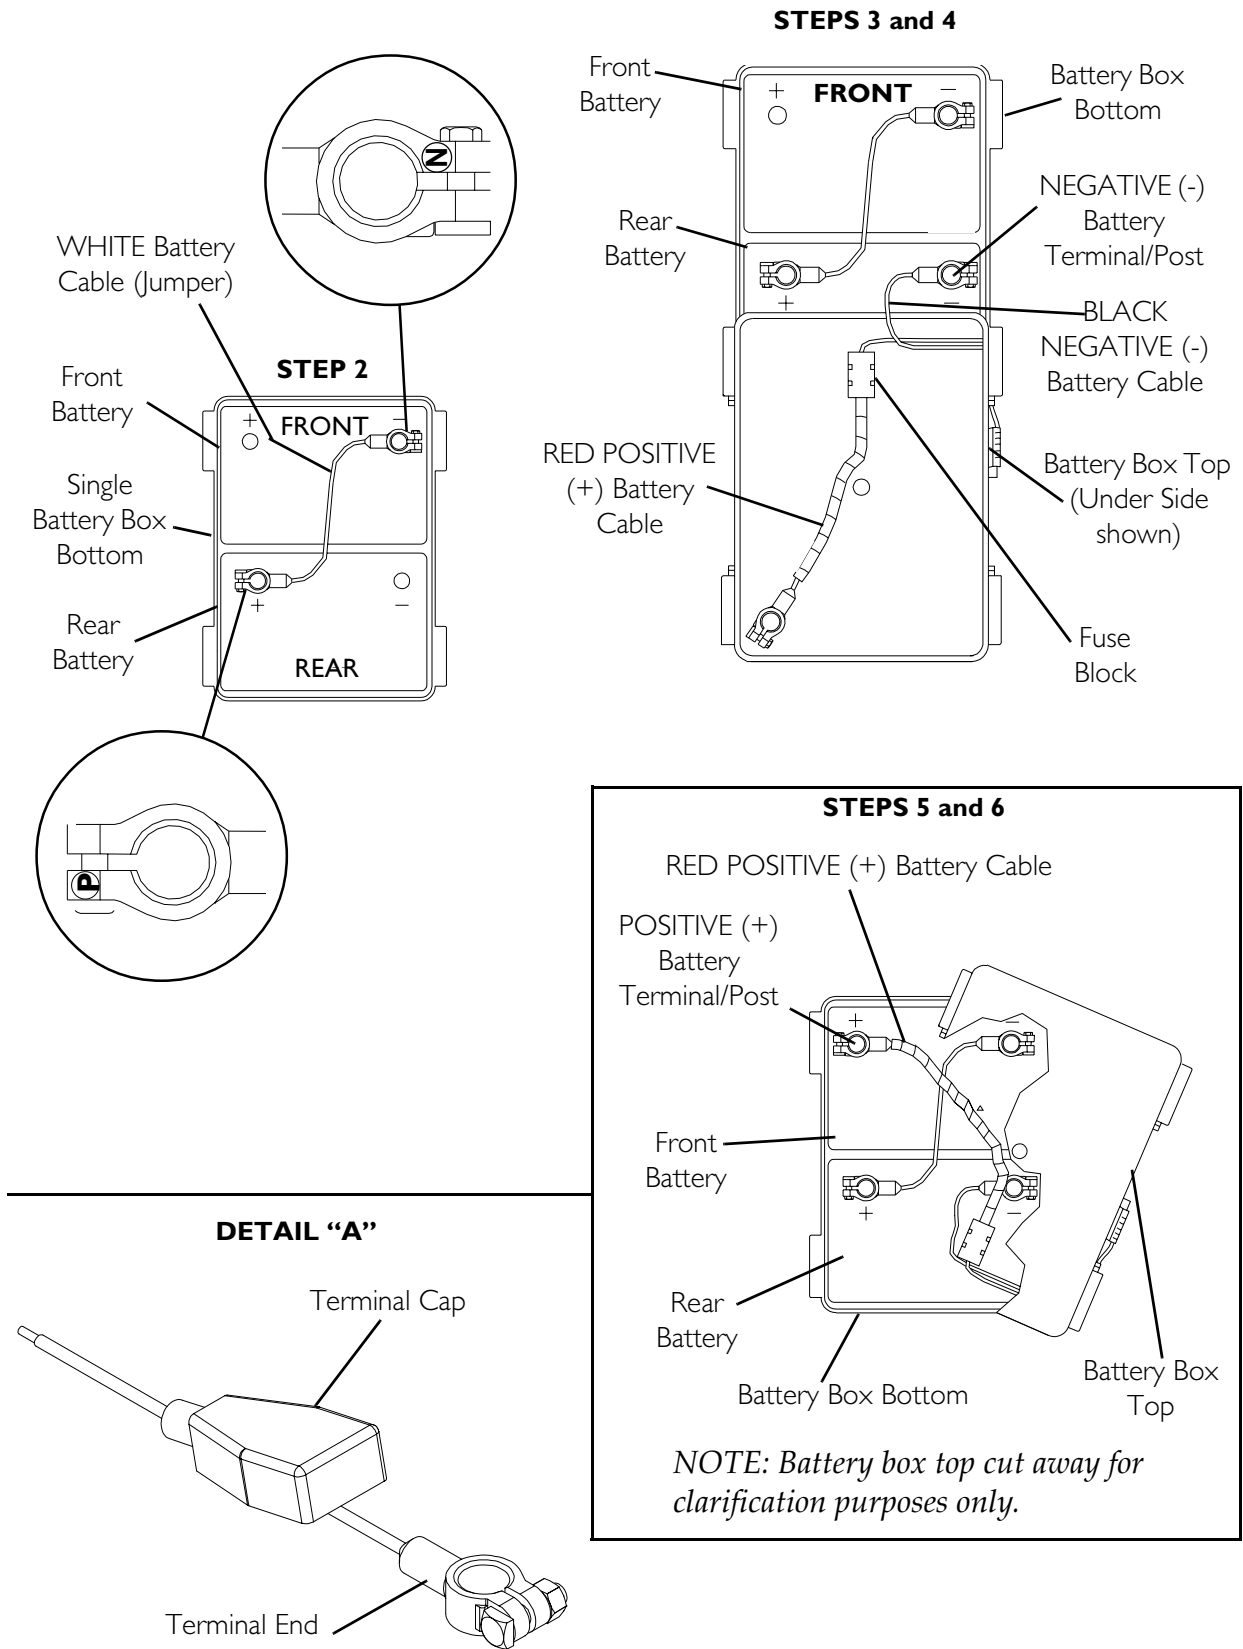 STEPS 3 and 4
Front
Battery
+
FRONT
−
Battery Box
Bottom
N
NEGATIVE (-)
Battery
Terminal/Post
Rear
Battery
WHITE Battery
Cable (Jumper)
+
−
BLACK
NEGATIVE (-)
Battery Cable
STEP 2
Front
Battery
+
FRONT
−
RED POSITIVE
(+) Battery
Cable
Battery Box Top
(Under Side
shown)
Single
Battery Box
Bottom
+
−
Rear
Battery
REAR
Fuse
Block
P
STEPS 5 and 6
RED POSITIVE (+) Battery Cable
POSITIVE (+)
Battery
Terminal/Post
+
−
Front
Battery
+
−
Rear
Battery
Battery Box Bottom
Battery Box
Top
NOTE: Battery box top cut away for
clarification purposes only.
DETAIL “A”
Terminal Cap
Terminal End